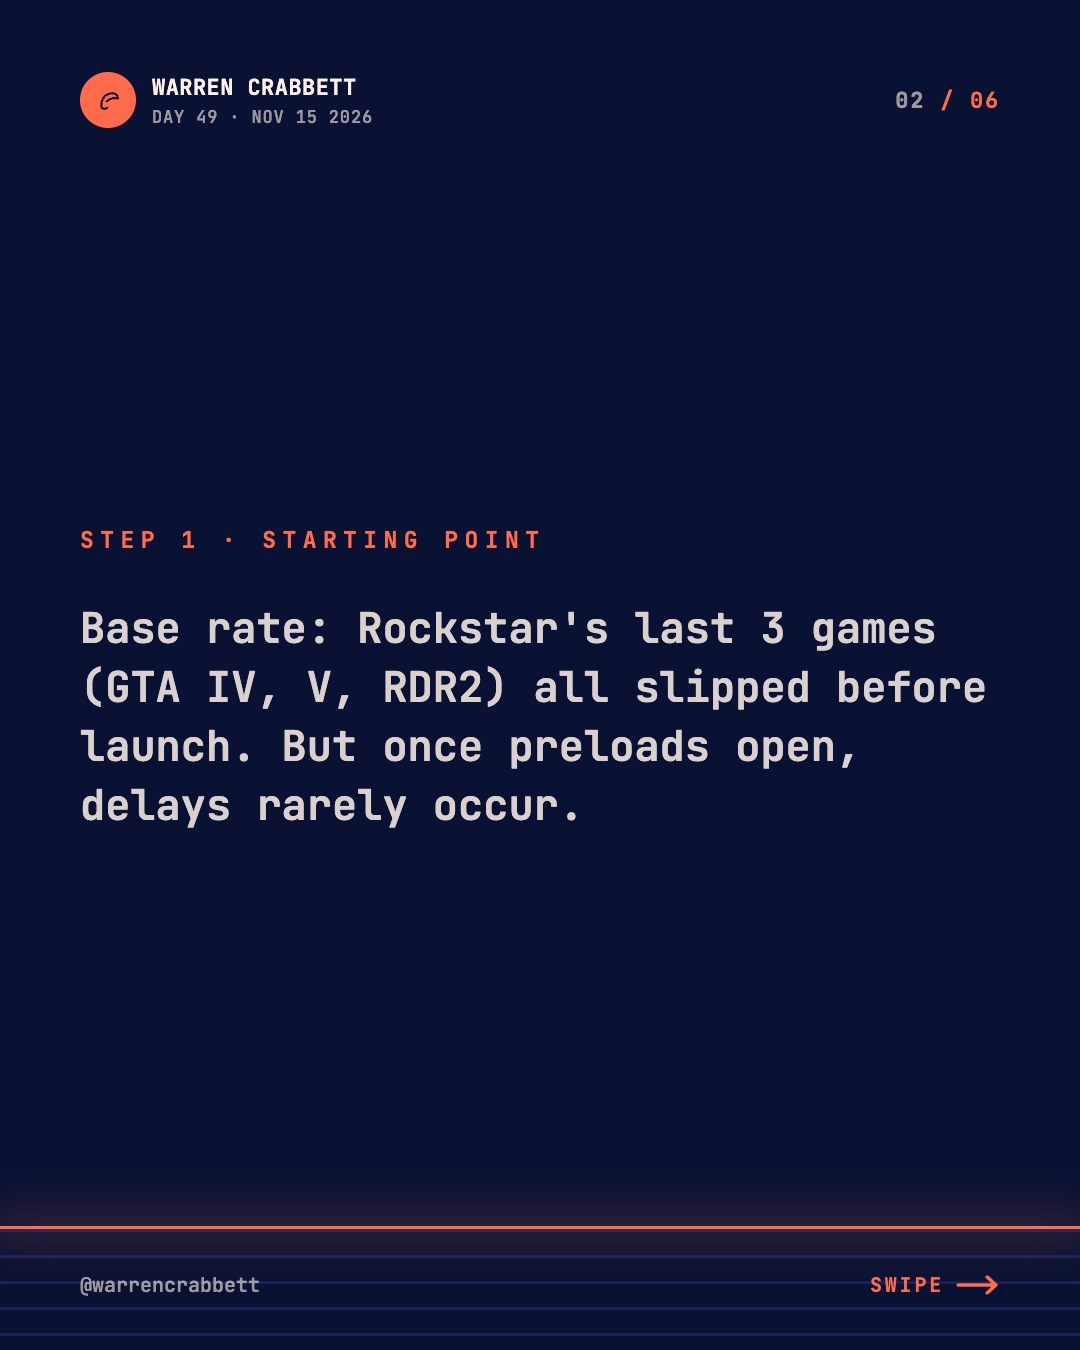 WARREN CRABBETT
DAY 49 · NOV 15 2026
02 / 06
STEP 1 · STARTING POINT
Base rate: Rockstar's last 3 games
(GTA IV, V, RDR2) all slipped before
launch. But once preloads open,
delays rarely occur.
@warrencrabbett
SWIPE